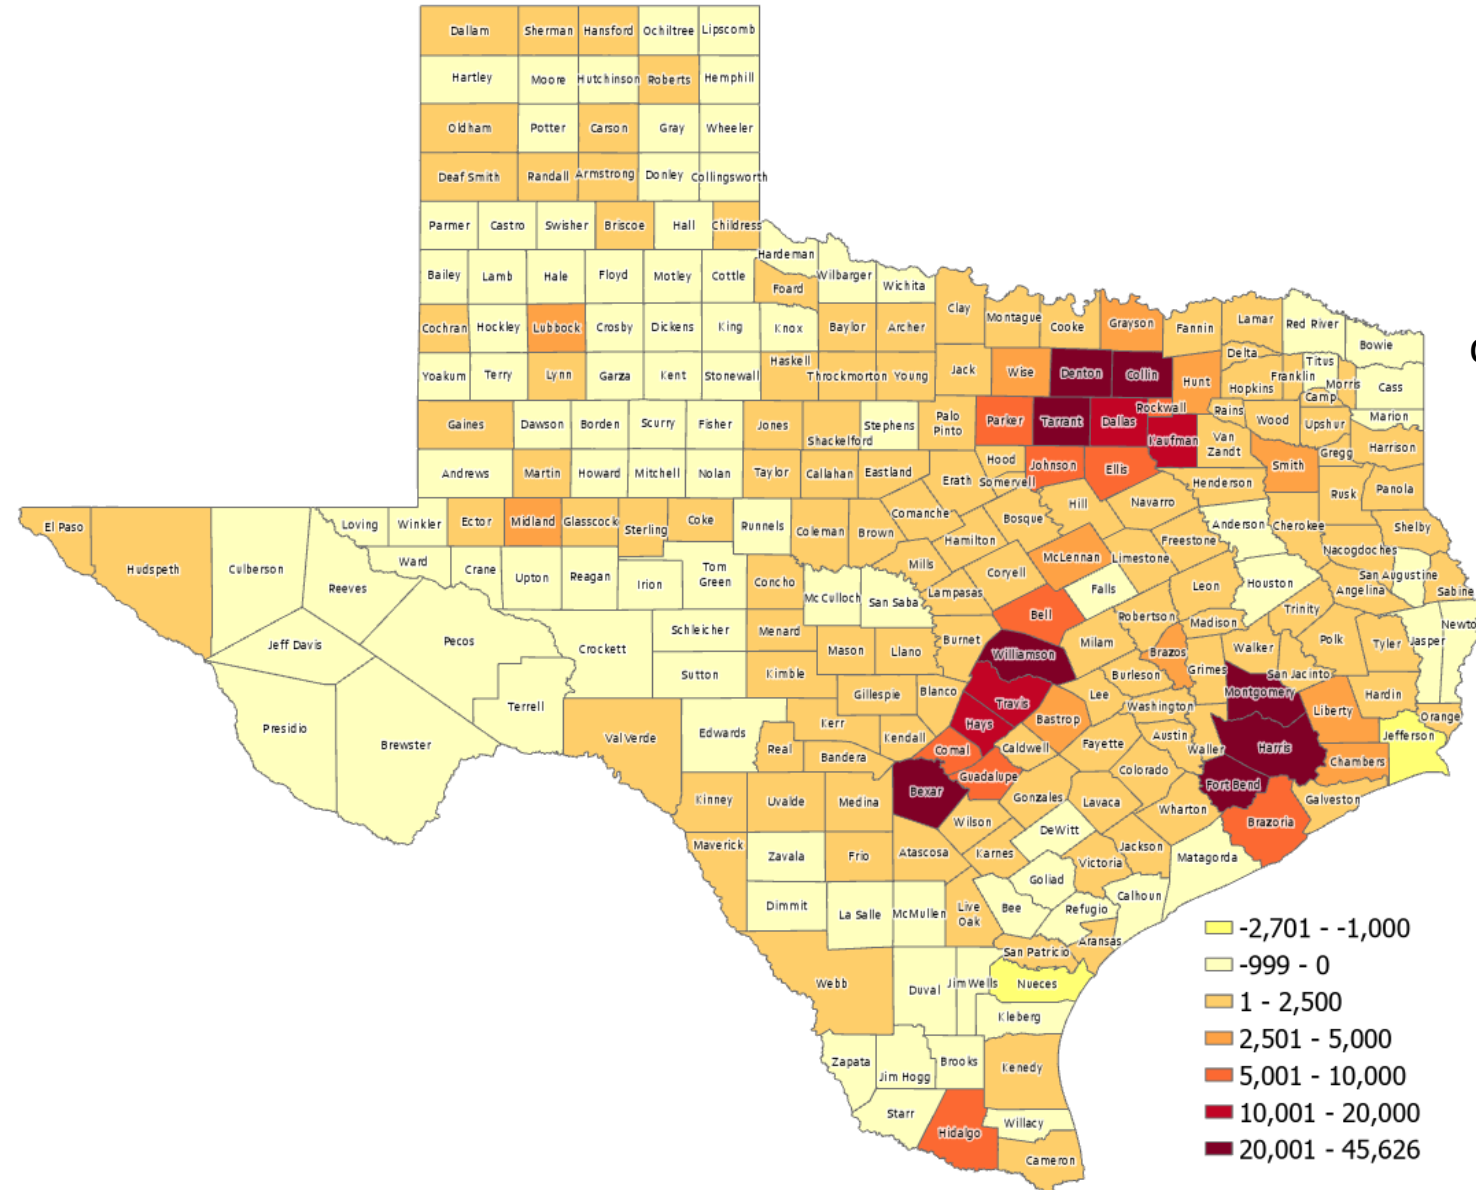 Dallam
Sherman
Hansford
Ochiltree
Lipscomb
Hartley
Moore
Hutchinson
Roberts
Hemphill
Oldham
Potter
Carson
Gray
Wheeler
Deaf Smith
Randall
Armstrong
Donley
Collingsworth
Parmer
Castro
Swisher
Briscoe
Hall
Childress
Hardeman
Bailey
Lamb
Hale
Floyd
Motley
Cottle
Foard
Wilbarger
Wichita
Clay
Montague
Cooke
Grayson
Fannin
Lamar
Red River
Bowie
Cochran
Hockley
Lubbock
Crosby
Dickens
King
Knox
Baylor
Archer
Yoakum
Terry
Lynn
Garza
Kent
Stonewall
Haskell
Throckmorton
Young
Jack
Wise
Denton
Collin
Hunt
Delta
Hopkins
Franklin
Titus
Morris
Camp
Cass
Marion
Gaines
Dawson
Borden
Scurry
Fisher
Jones
Shackelford
Stephens
Palo
Pinto
Parker
Tarrant
Dallas
Rockwall
Kaufman
Rains
Wood
Upshur
Van
Zandt
Gregg
Harrison
Andrews
Martin
Howard
Mitchell
Nolan
Taylor
Callahan
Eastland
Erath
Hood
Somervell
Johnson
Ellis
Henderson
Smith
Rusk
Panola
El Paso
Hudspeth
Culberson
Loving
Winkler
Ector
Midland
Glasscock
Sterling
Coke
Runnels
Coleman
Brown
Comanche
Hamilton
Bosque
Hill
Navarro
Anderson
Cherokee
Nacogdoches
Shelby
Reeves
Ward
Crane
Upton
Reagan
Irion
Tom
Green
Concho
McCulloch
San Saba
Mills
Lampasas
Coryell
McLennan
Limestone
Freestone
Falls
Leon
Houston
Angelina
San Augustine
Sabine
Jeff Davis
Pecos
Crockett
Schleicher
Menard
Mason
Llano
Burnet
Bell
Milam
Robertson
Madison
Trinity
Polk
Tyler
Jasper
Newto
Presidio
Brewster
Terrell
Sutton
Kimble
Gillespie
Blanco
Williamson
Travis
Lee
Burleson
Brazos
Grimes
Walker
San Jacinto
Hardin
Val Verde
Edwards
Real
Kerr
Bandera
Kendall
Hays
Comal
Caldwell
Bastrop
Fayette
Washington
Austin
Waller
Montgomery
Liberty
Harris
Chambers
Orange
Jefferson
Kinney
Uvalde
Medina
Bexar
Guadalupe
Gonzales
Lavaca
Colorado
Wharton
Fort Bend
Brazoria
Galveston
Maverick
Zavala
Frio
Atascosa
Wilson
Karnes
DeWitt
Victoria
Jackson
Matagorda
Dimmit
La Salle
McMullen
Live
Oak
Bee
Goliad
Refugio
Calhoun
Aransas
San Patricio
Webb
Duval
Jim Wells
Nueces
Kleberg
Zapata
Jim Hogg
Brooks
Kenedy
Starr
Hidalgo
Willacy
Cameron
-2,701 - -1,000
-999 - 0
1 - 2,500
2,501 - 5,000
5,001 - 10,000
10,001 - 20,000
20,001 - 45,626